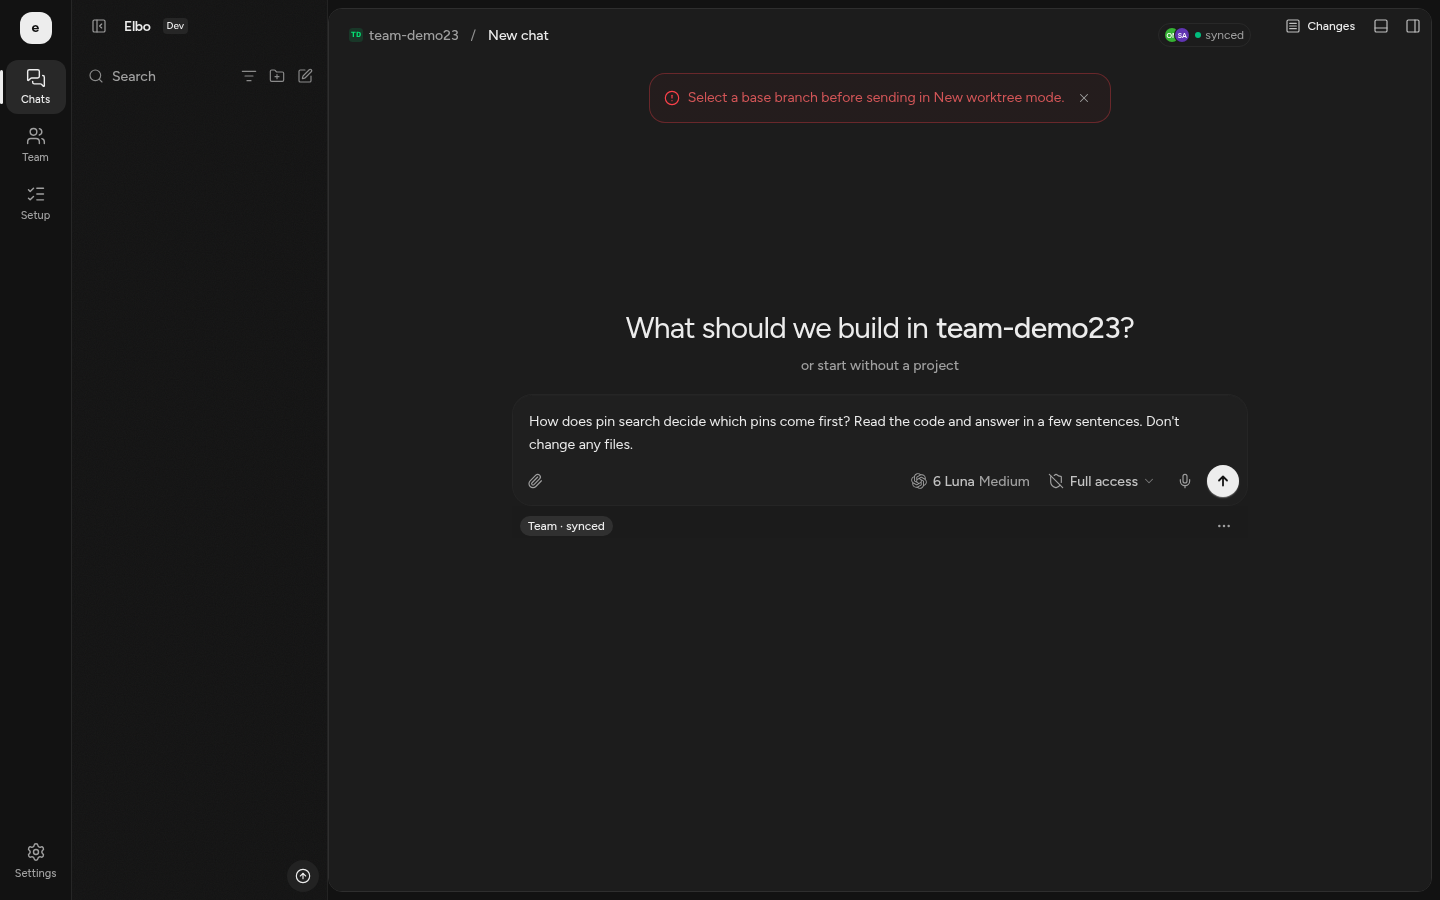 e
Elbo
Dev
Chats
Team
Setup
Settings
Search
TD
team-demo23
/
New chat
SA
synced
Changes
Select a base branch before sending in New worktree mode.
What should we build in team-demo23?
or start without a project
How does pin search decide which pins come first? Read the code and answer in a few sentences. Don't
change any files.
6 Luna Medium
Full access
Team · synced